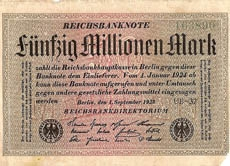 REICHSBANKNOTE
Fünfzig Millionen Mark
zahlt die Reichsbankhauptkasse in Berlin gegen diese
Banknote dem Einlieferer. Vom 1. Januar 1924 ab
kann diese Banknote aufgerufen und unter Umtausch
gegen andere gesetzliche Zahlungsmittel eingezogen
werden
Berlin, den 1. September 1923
REICHSBANKDIREKTORIUM